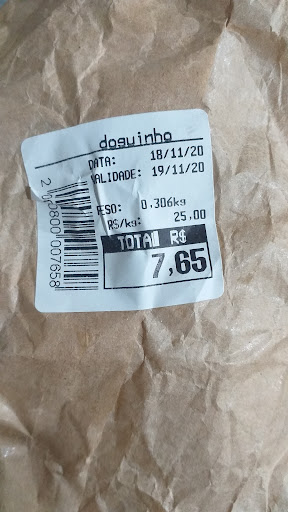 doguinho
DATA: 18/11/20
VALIDADE: 19/11/20
PESO: 0,306kg
R$/kg: 25,00
TOTAL R$
7,65